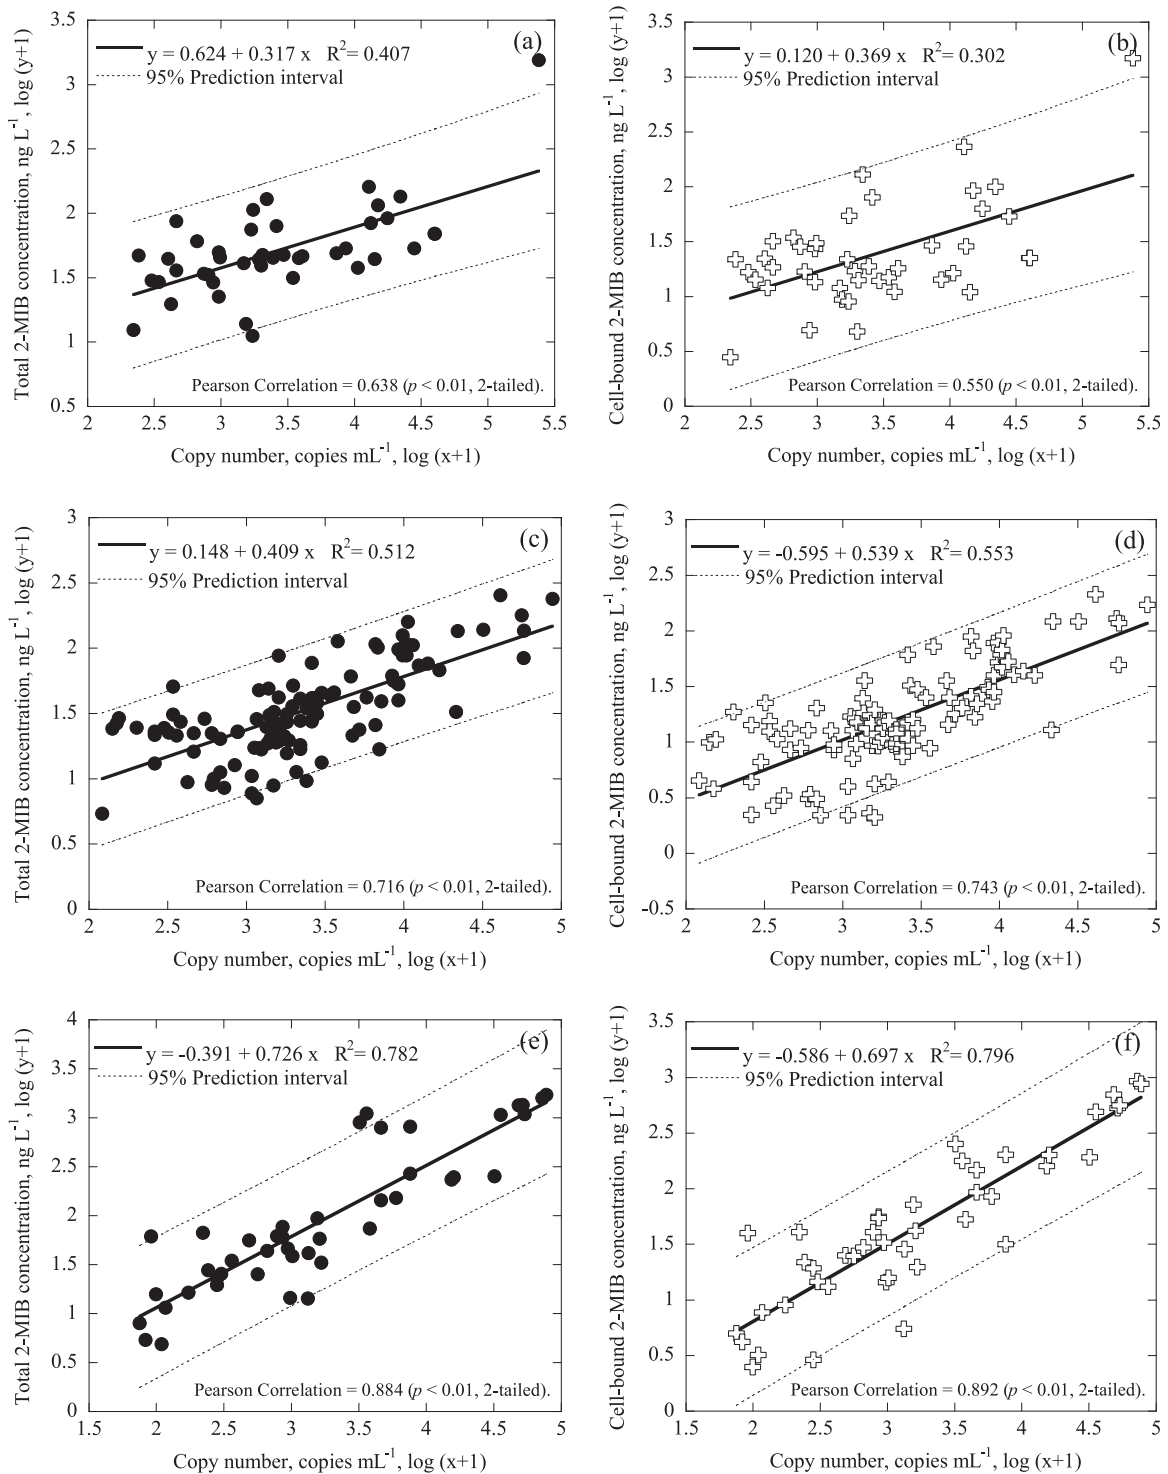 (a)
y = 0.624 + 0.317 x R² = 0.407
95% Prediction interval
Pearson Correlation = 0.638 (p < 0.01, 2-tailed).
Total 2-MIB concentration, ng L⁻¹, log (y+1)
3.5
3
2.5
2
1.5
1
0.5
2 2.5 3 3.5 4 4.5 5 5.5
Copy number, copies mL⁻¹, log (x+1)
(b)
y = 0.120 + 0.369 x R² = 0.302
95% Prediction interval
Pearson Correlation = 0.550 (p < 0.01, 2-tailed).
Cell-bound 2-MIB concentration, ng L⁻¹, log (y+1)
3.5
3
2.5
2
1.5
1
0.5
0
2 2.5 3 3.5 4 4.5 5 5.5
Copy number, copies mL⁻¹, log (x+1)
(c)
y = 0.148 + 0.409 x R² = 0.512
95% Prediction interval
Pearson Correlation = 0.716 (p < 0.01, 2-tailed).
Total 2-MIB concentration, ng L⁻¹, log (y+1)
3
2.5
2
1.5
1
0.5
0
2 2.5 3 3.5 4 4.5 5
Copy number, copies mL⁻¹, log (x+1)
(d)
y = -0.595 + 0.539 x R² = 0.553
95% Prediction interval
Pearson Correlation = 0.743 (p < 0.01, 2-tailed).
Cell-bound 2-MIB concentration, ng L⁻¹, log (y+1)
3
2.5
2
1.5
1
0.5
0
-0.5
2 2.5 3 3.5 4 4.5 5
Copy number, copies mL⁻¹, log (x+1)
(e)
y = -0.391 + 0.726 x R² = 0.782
95% Prediction interval
Pearson Correlation = 0.884 (p < 0.01, 2-tailed).
Total 2-MIB concentration, ng L⁻¹, log (y+1)
4
3.5
3
2.5
2
1.5
1
0.5
0
1.5 2 2.5 3 3.5 4 4.5 5
Copy number, copies mL⁻¹, log (x+1)
(f)
y = -0.586 + 0.697 x R² = 0.796
95% Prediction interval
Pearson Correlation = 0.892 (p < 0.01, 2-tailed).
Cell-bound 2-MIB concentration, ng L⁻¹, log (y+1)
3.5
3
2.5
2
1.5
1
0.5
0
1.5 2 2.5 3 3.5 4 4.5 5
Copy number, copies mL⁻¹, log (x+1)